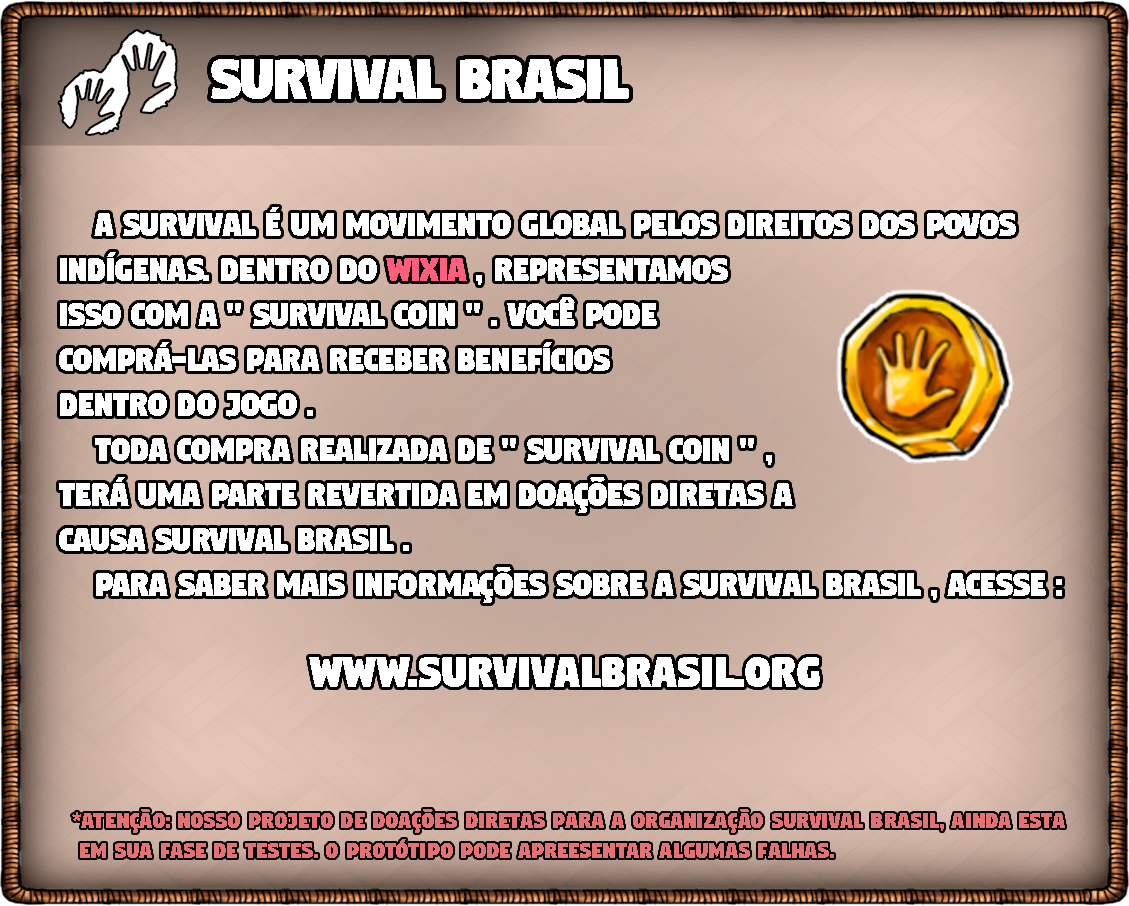 SURVIVAL BRASIL
A SURVIVAL É UM MOVIMENTO GLOBAL PELOS DIREITOS DOS POVOS
INDÍGENAS. DENTRO DO WIXIA , REPRESENTAMOS
ISSO COM A " SURVIVAL COIN " . VOCÊ PODE
COMPRÁ-LAS PARA RECEBER BENEFÍCIOS
DENTRO DO JOGO .
TODA COMPRA REALIZADA DE " SURVIVAL COIN " ,
TERÁ UMA PARTE REVERTIDA EM DOAÇÕES DIRETAS A
CAUSA SURVIVAL BRASIL .
PARA SABER MAIS INFORMAÇÕES SOBRE A SURVIVAL BRASIL , ACESSE :
WWW.SURVIVALBRASIL.ORG
*ATENÇÃO: NOSSO PROJETO DE DOAÇÕES DIRETAS PARA A ORGANIZAÇÃO SURVIVAL BRASIL, AINDA ESTA
EM SUA FASE DE TESTES. O PROTÓTIPO PODE APREESENTAR ALGUMAS FALHAS.